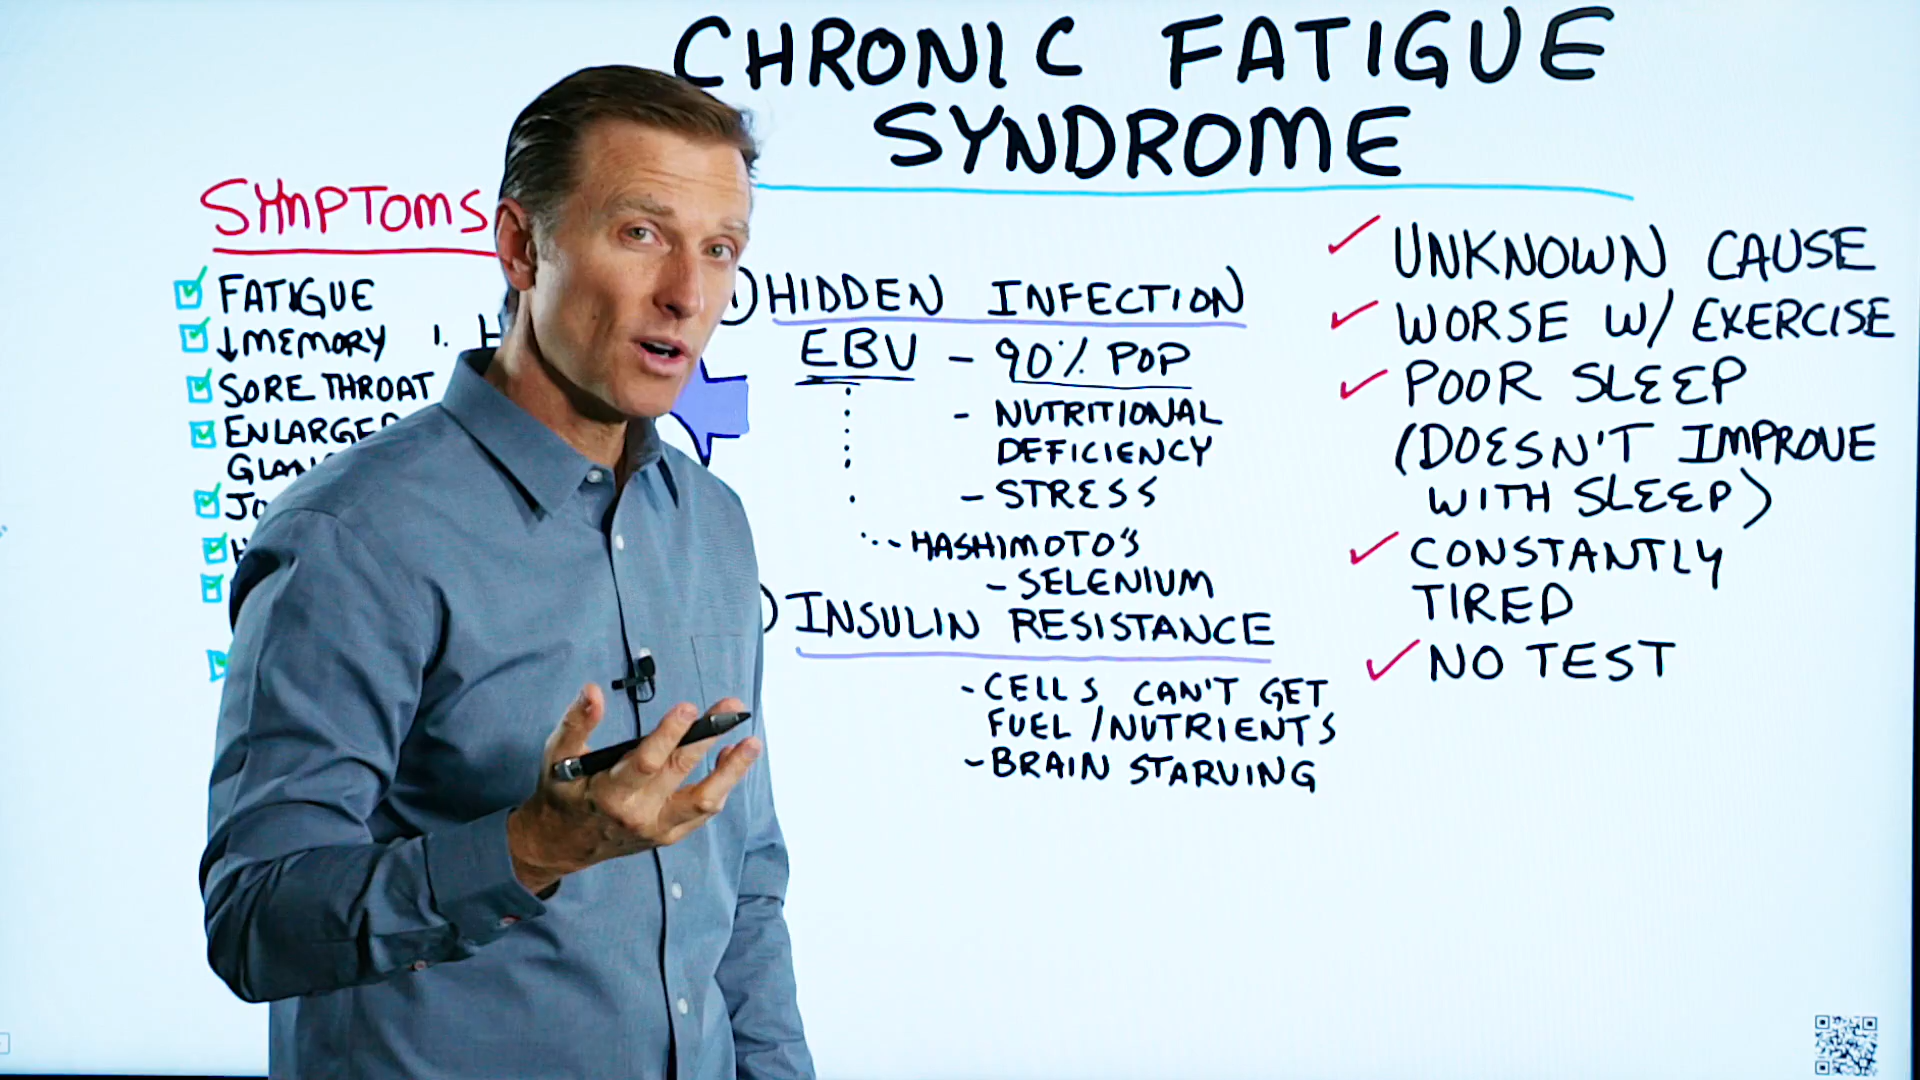 CHRONIC FATIGUE
SYNDROME
SYMPTOMS
FATIGUE
↓MEMORY
SORE THROAT
1) HIDDEN INFECTION
EBV - 90% POP
- NUTRITIONAL
DEFICIENCY
- STRESS
HASHIMOTO'S
- SELENIUM
) INSULIN RESISTANCE
- CELLS CAN'T GET
FUEL / NUTRIENTS
- BRAIN STARVING
✓ UNKNOWN CAUSE
✓ WORSE W/ EXERCISE
✓ POOR SLEEP
(DOESN'T IMPROVE
WITH SLEEP)
✓ CONSTANTLY
TIRED
✓ NO TEST